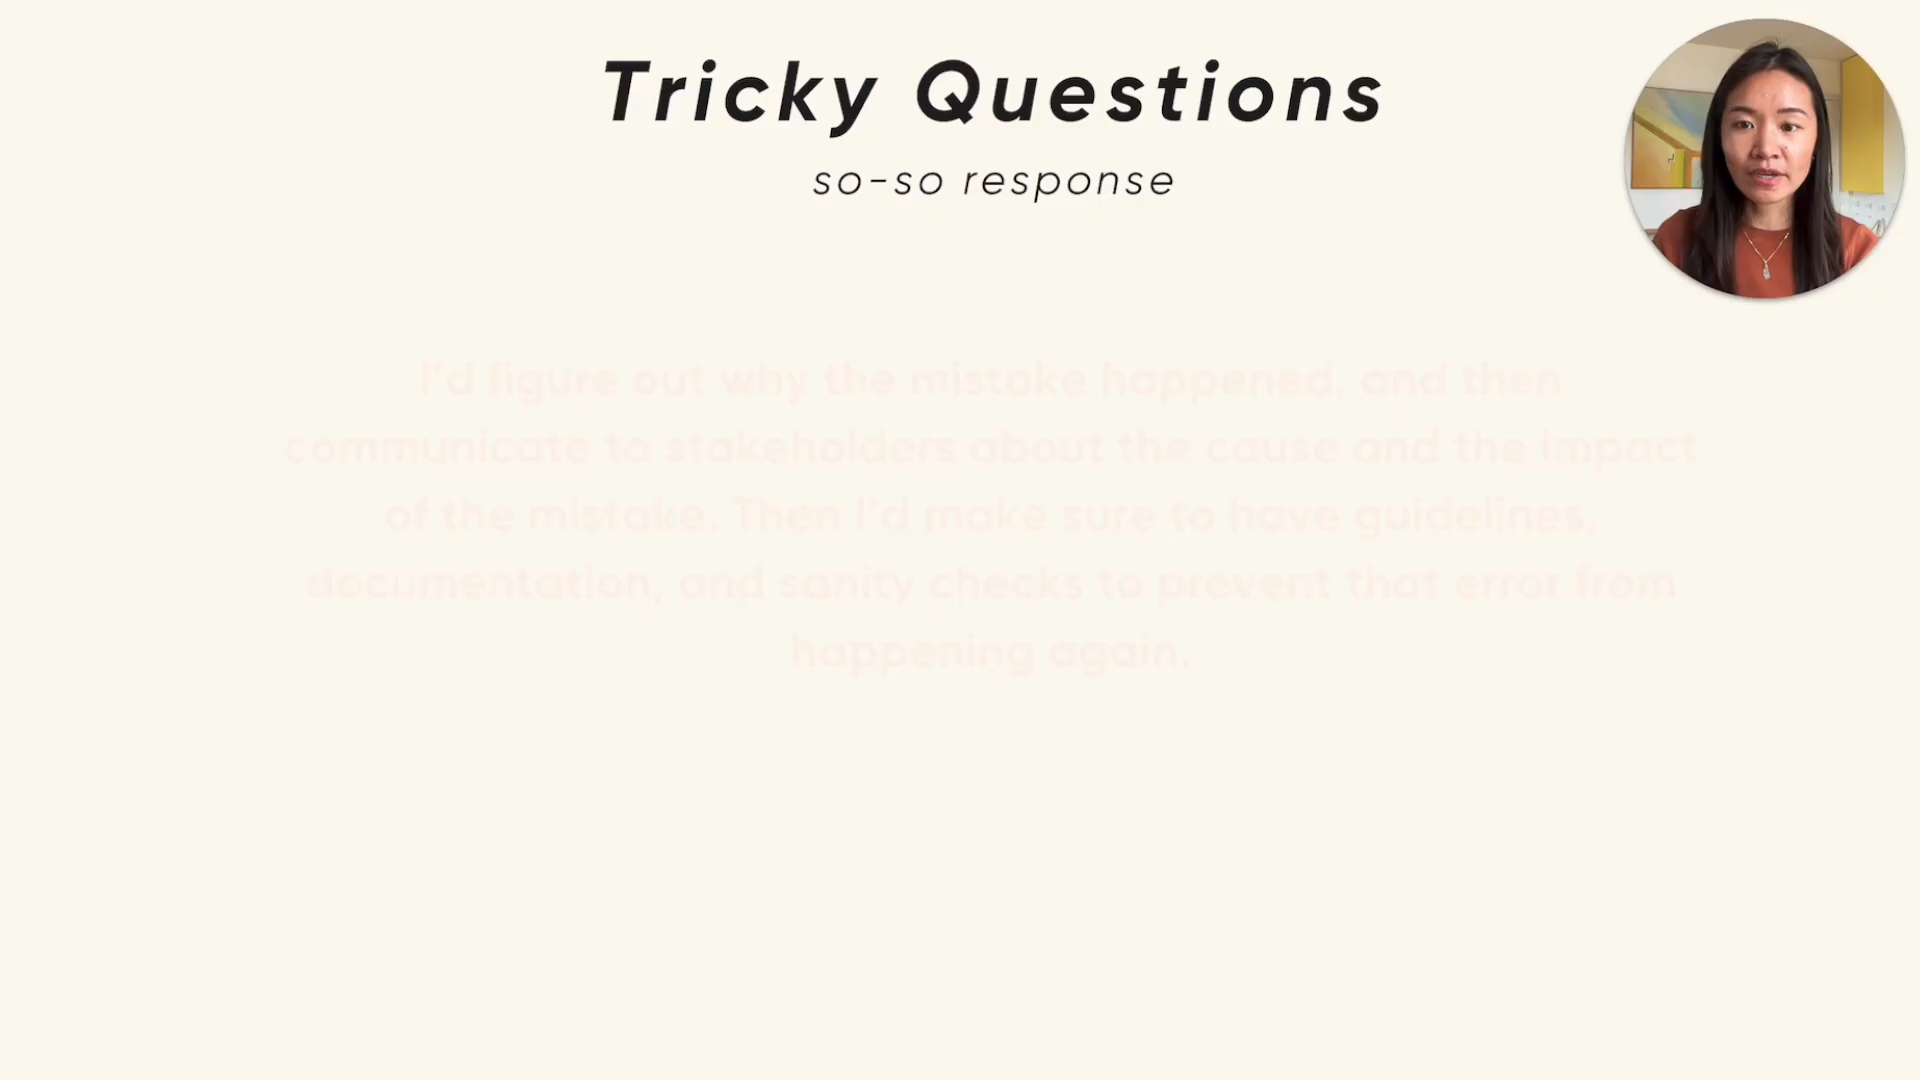 Tricky Questions
so-so response
I'd figure out why the mistake happened, and then
communicate to stakeholders about the cause and the impact
of the mistake. Then I'd make sure to have guidelines,
documentation, and sanity checks to prevent that error from
happening again.